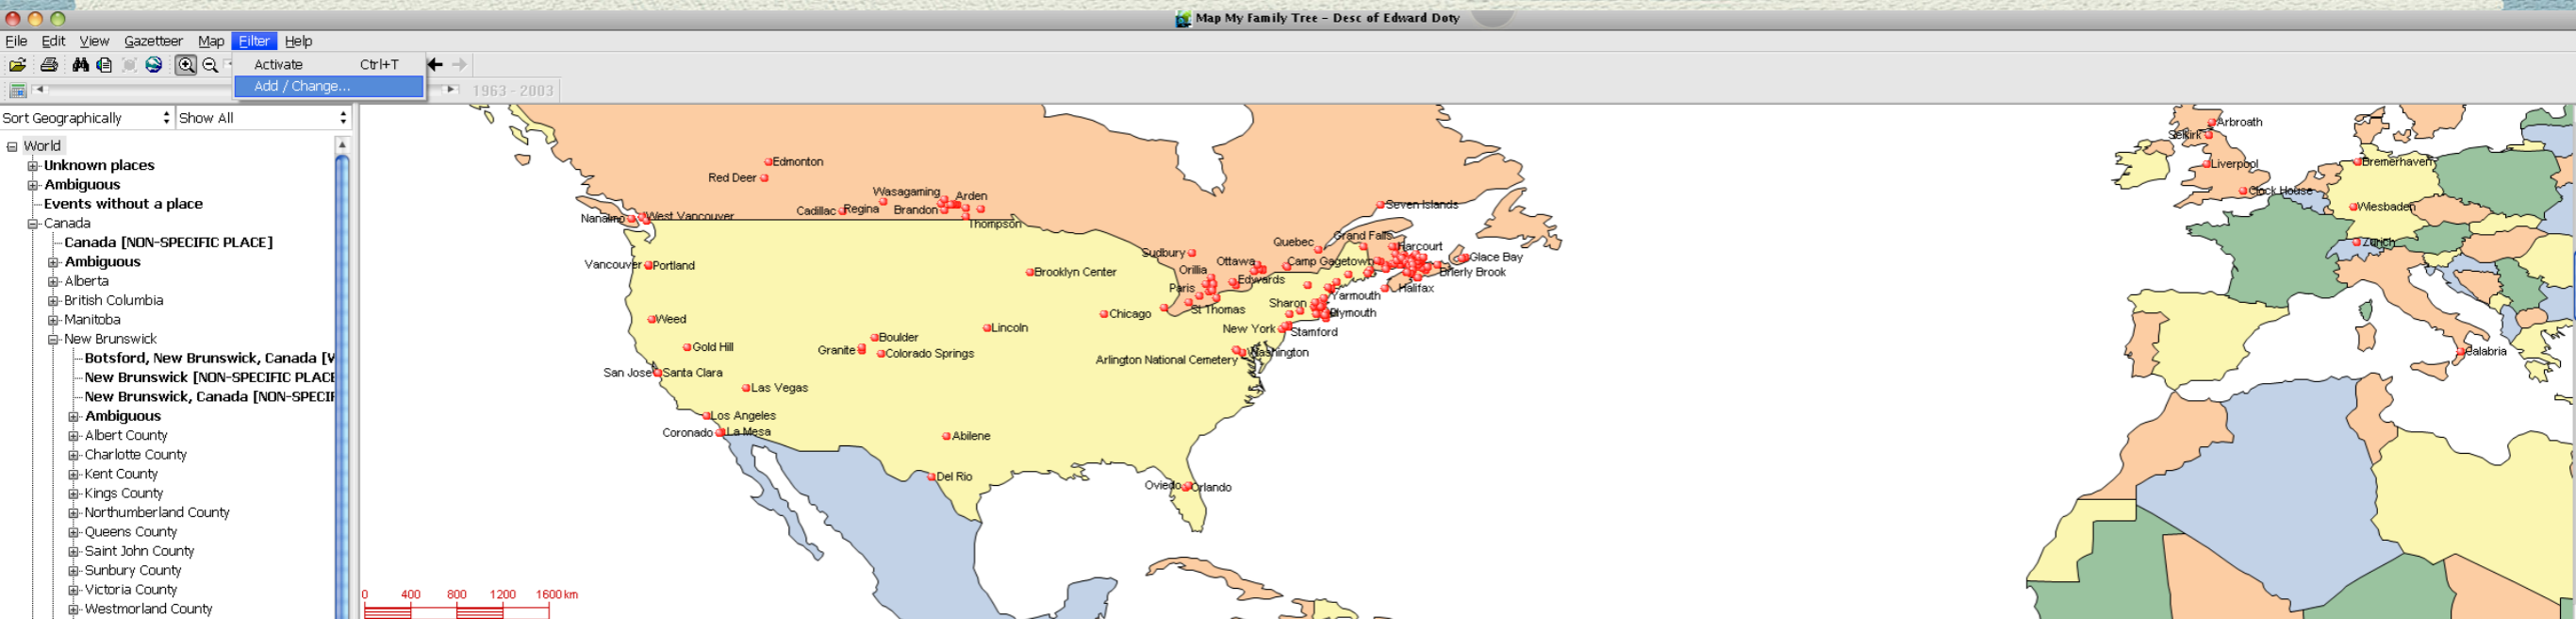 Map My Family Tree - Desc of Edward Doty
File Edit View Gazetteer Map Filter Help
Activate Ctrl+T
Add / Change...
1963 - 2003
Sort Geographically Show All
World
Unknown places
Ambiguous
Events without a place
Canada
Canada [NON-SPECIFIC PLACE]
Ambiguous
Alberta
British Columbia
Manitoba
New Brunswick
Botsford, New Brunswick, Canada [V
New Brunswick [NON-SPECIFIC PLACE
New Brunswick, Canada [NON-SPECIF
Ambiguous
Albert County
Charlotte County
Kent County
Kings County
Northumberland County
Queens County
Saint John County
Sunbury County
Victoria County
Westmorland County
Edmonton
Red Deer
Wasagaming
Arden
Cadillac
Regina
Brandon
Thompson
Nanaimo
West Vancouver
Vancouver
Portland
Brooklyn Center
Weed
Gold Hill
San Jose
Santa Clara
Las Vegas
Los Angeles
Coronado
La Mesa
Granite
Boulder
Colorado Springs
Lincoln
Chicago
Abilene
Del Rio
Oviedo
Orlando
Seven Islands
Quebec
Grand Falls
Harcourt
Sudbury
Ottawa
Camp Gagetown
Glace Bay
Brierly Brook
Orillia
Edwards
Paris
Halifax
Yarmouth
St Thomas
Sharon
Plymouth
New York
Stamford
Arlington National Cemetery
Washington
Arbroath
Selkirk
Liverpool
Clock House
Bremerhaven
Wiesbaden
Zurich
Calabria
0 400 800 1200 1600 km